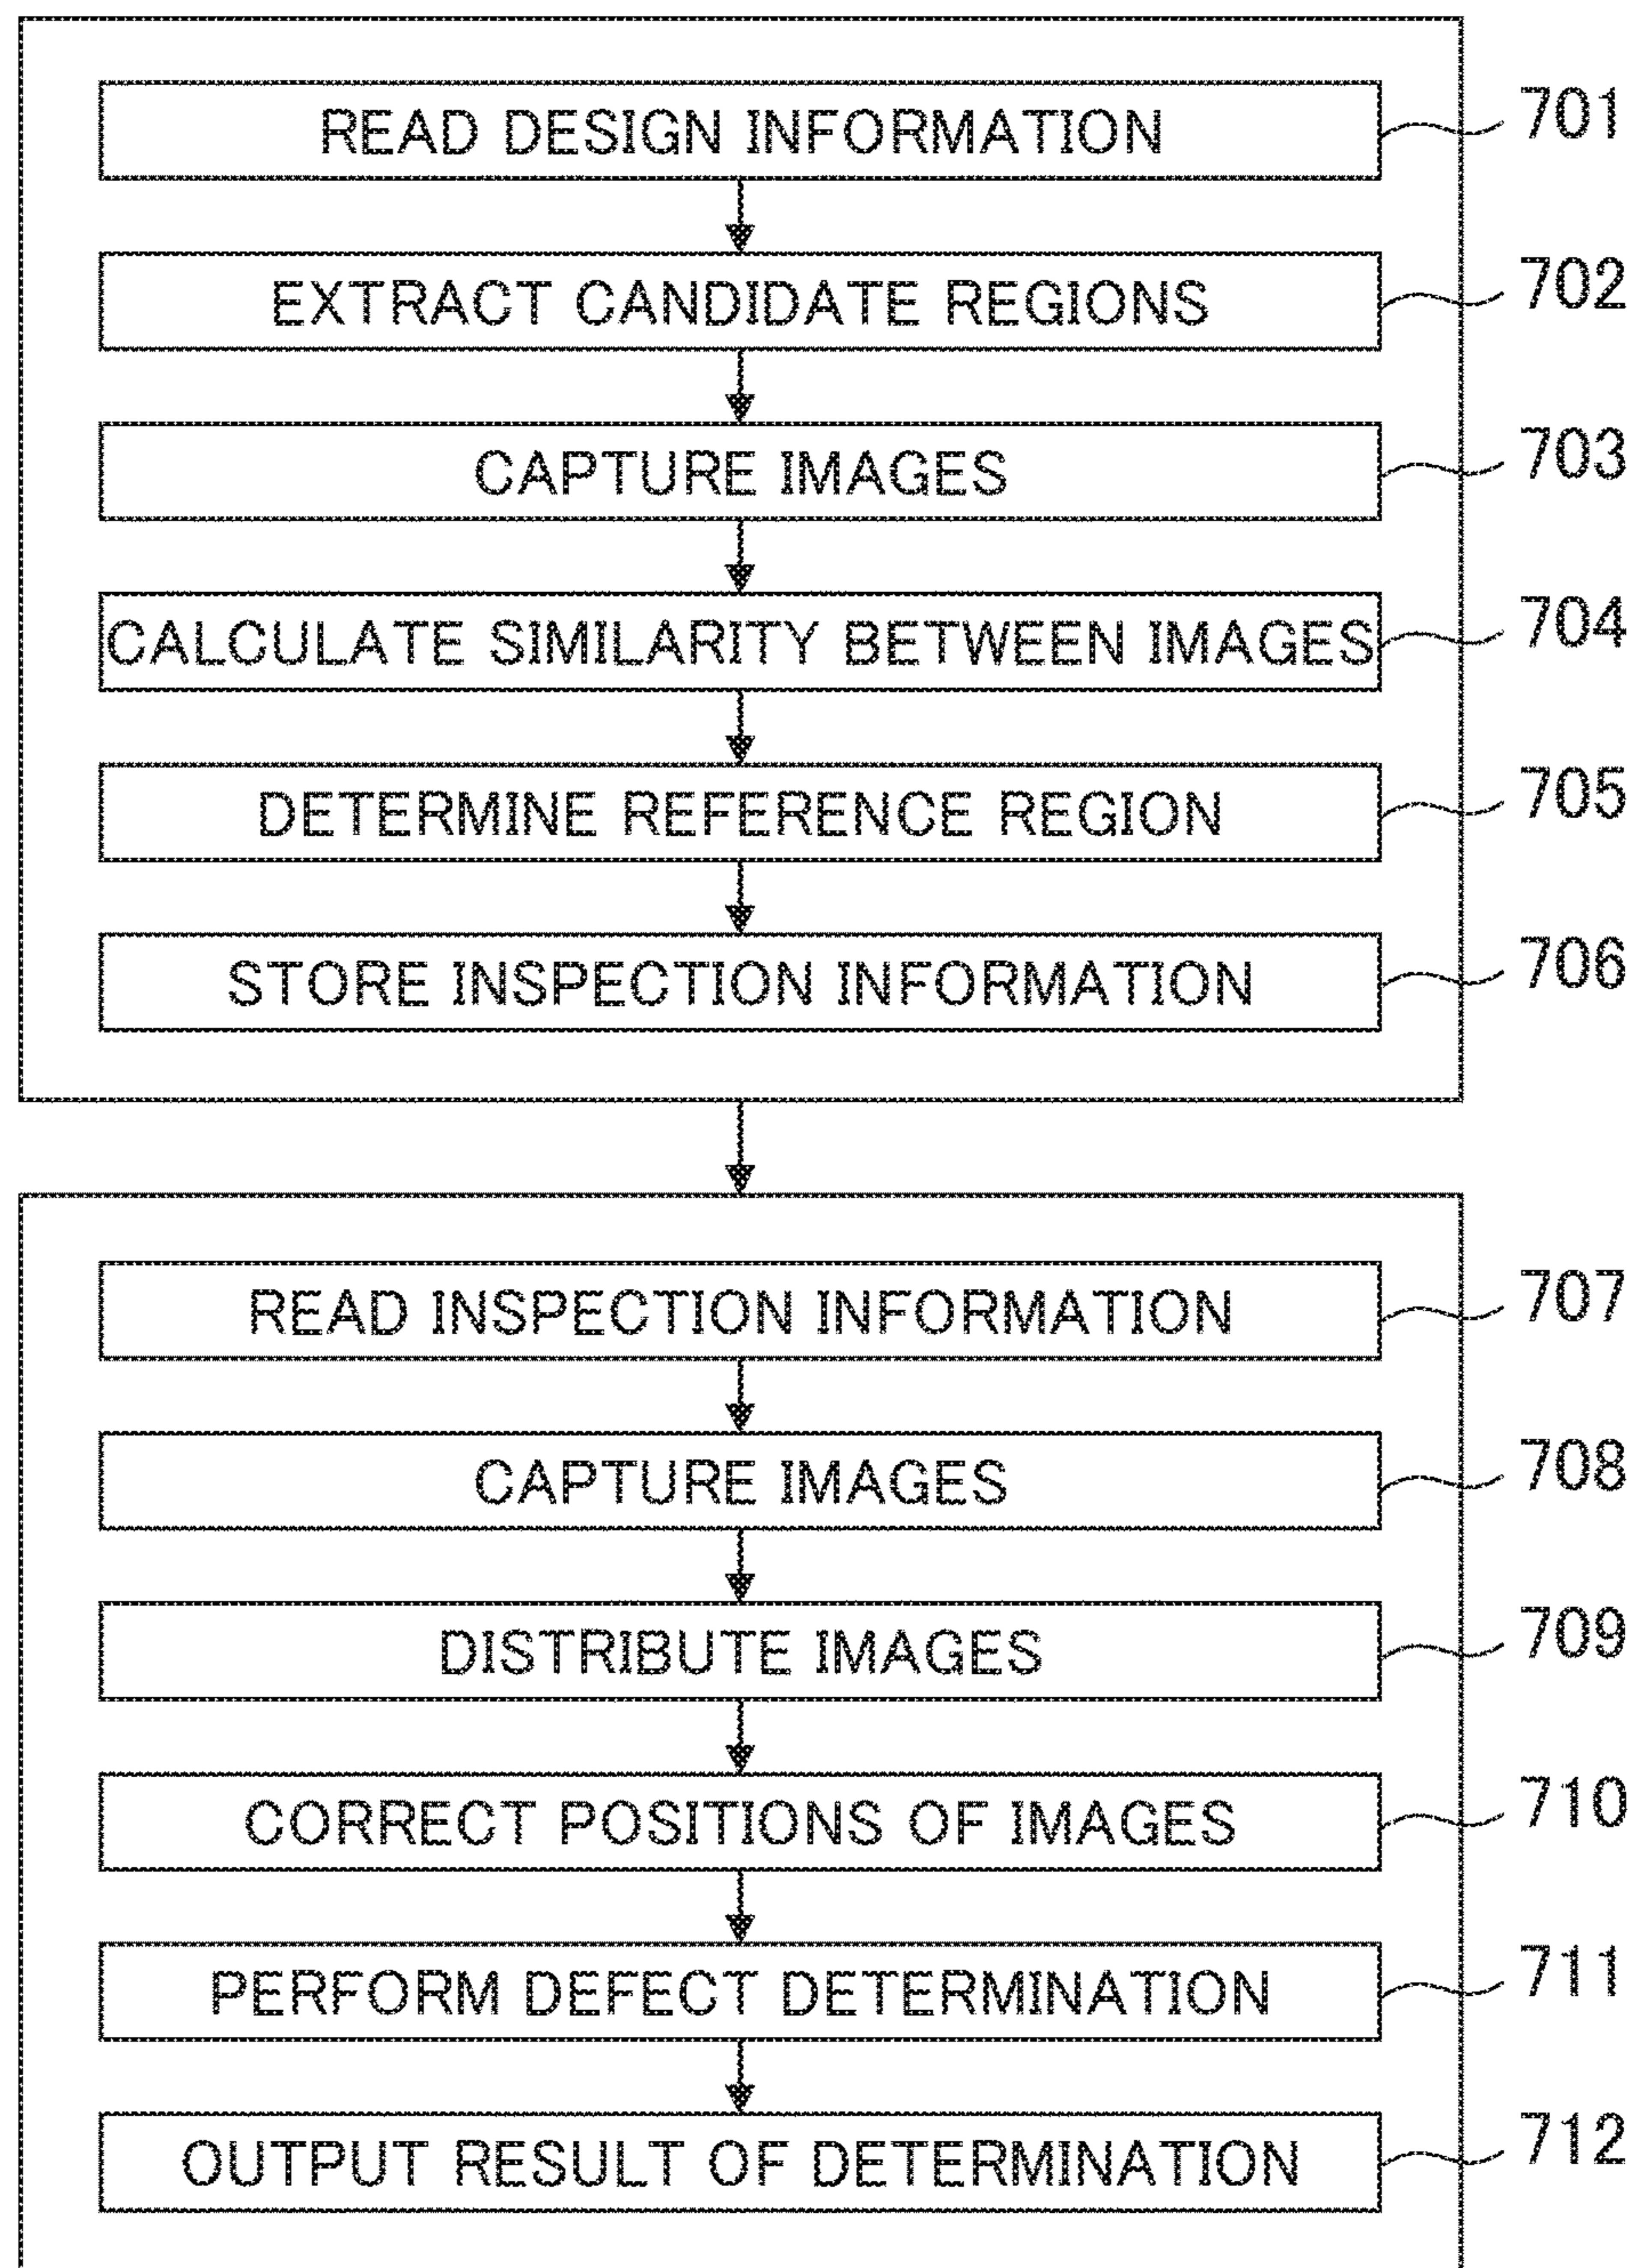 READ DESIGN INFORMATION 701
EXTRACT CANDIDATE REGIONS 702
CAPTURE IMAGES 703
CALCULATE SIMILARITY BETWEEN IMAGES 704
DETERMINE REFERENCE REGION 705
STORE INSPECTION INFORMATION 706
READ INSPECTION INFORMATION 707
CAPTURE IMAGES 708
DISTRIBUTE IMAGES 709
CORRECT POSITIONS OF IMAGES 710
PERFORM DEFECT DETERMINATION 711
OUTPUT RESULT OF DETERMINATION 712